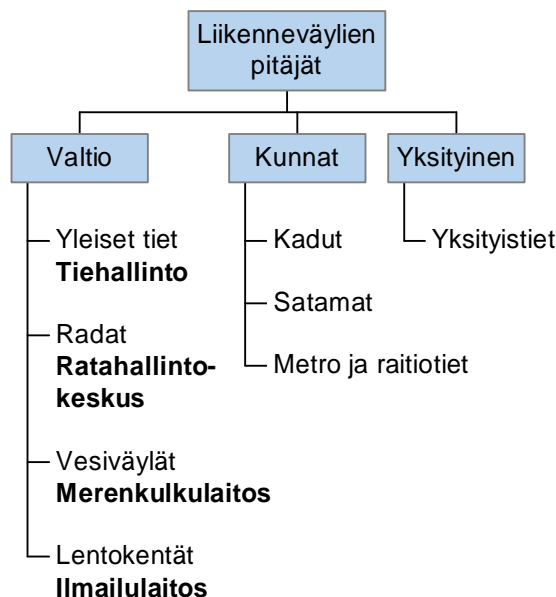 Liikenneväylien
pitäjät
Valtio
Kunnat
Yksityinen
Yleiset tiet
Tiehallinto
Radat
Ratahallinto-
keskus
Vesiväylät
Merenkulkulaitos
Lentokentät
Ilmailulaitos
Kadut
Satamat
Metro ja raitiotiet
Yksityistiet